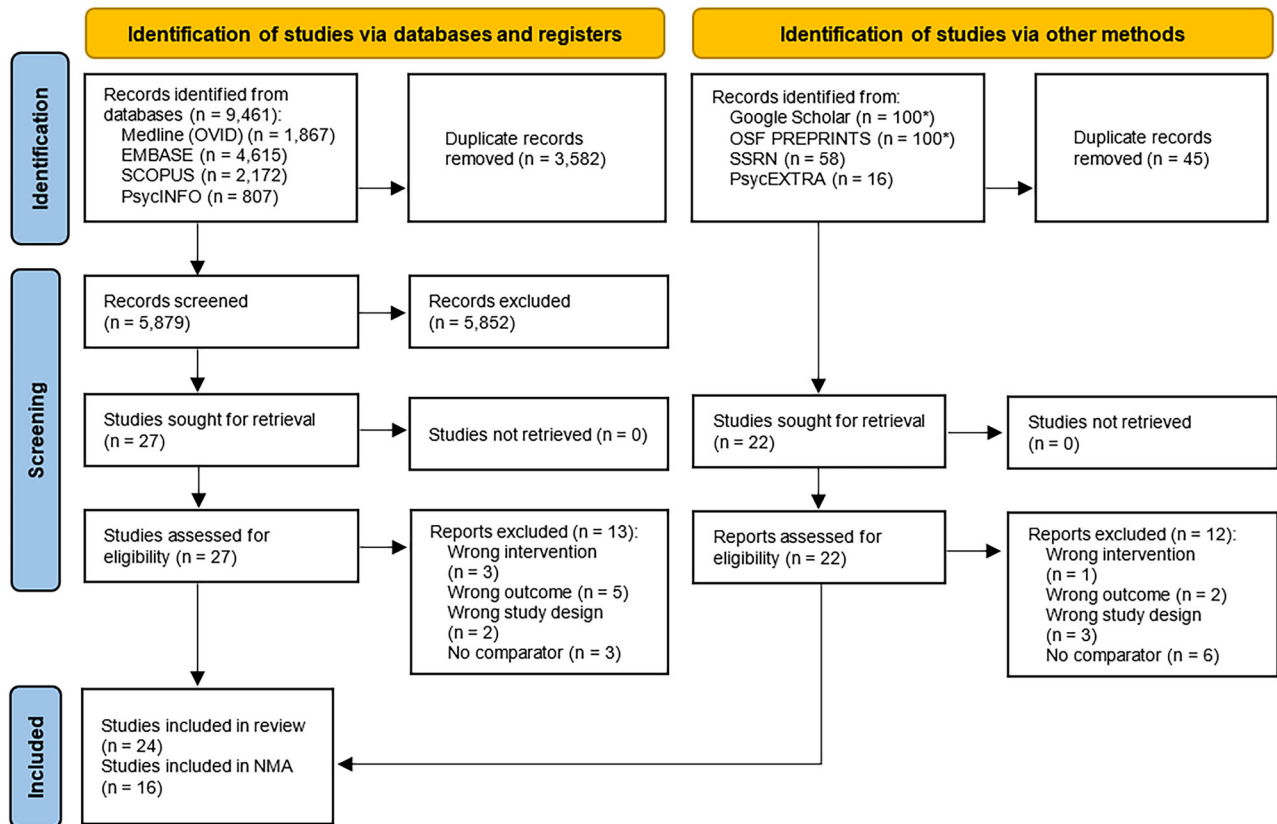 Identification of studies via databases and registers
Identification of studies via other methods
Identification
Records identified from
databases (n = 9,461):
Medline (OVID) (n = 1,867)
EMBASE (n = 4,615)
SCOPUS (n = 2,172)
PsycINFO (n = 807)
Duplicate records
removed (n = 3,582)
Records identified from:
Google Scholar (n = 100*)
OSF PREPRINTS (n = 100*)
SSRN (n = 58)
PsycEXTRA (n = 16)
Duplicate records
removed (n = 45)
Screening
Records screened
(n = 5,879)
Records excluded
(n = 5,852)
Studies sought for retrieval
(n = 27)
Studies not retrieved (n = 0)
Studies sought for retrieval
(n = 22)
Studies not retrieved
(n = 0)
Studies assessed for
eligibility (n = 27)
Reports excluded (n = 13):
Wrong intervention
(n = 3)
Wrong outcome (n = 5)
Wrong study design
(n = 2)
No comparator (n = 3)
Reports assessed for
eligibility (n = 22)
Reports excluded (n = 12):
Wrong intervention
(n = 1)
Wrong outcome (n = 2)
Wrong study design
(n = 3)
No comparator (n = 6)
Included
Studies included in review
(n = 24)
Studies included in NMA
(n = 16)